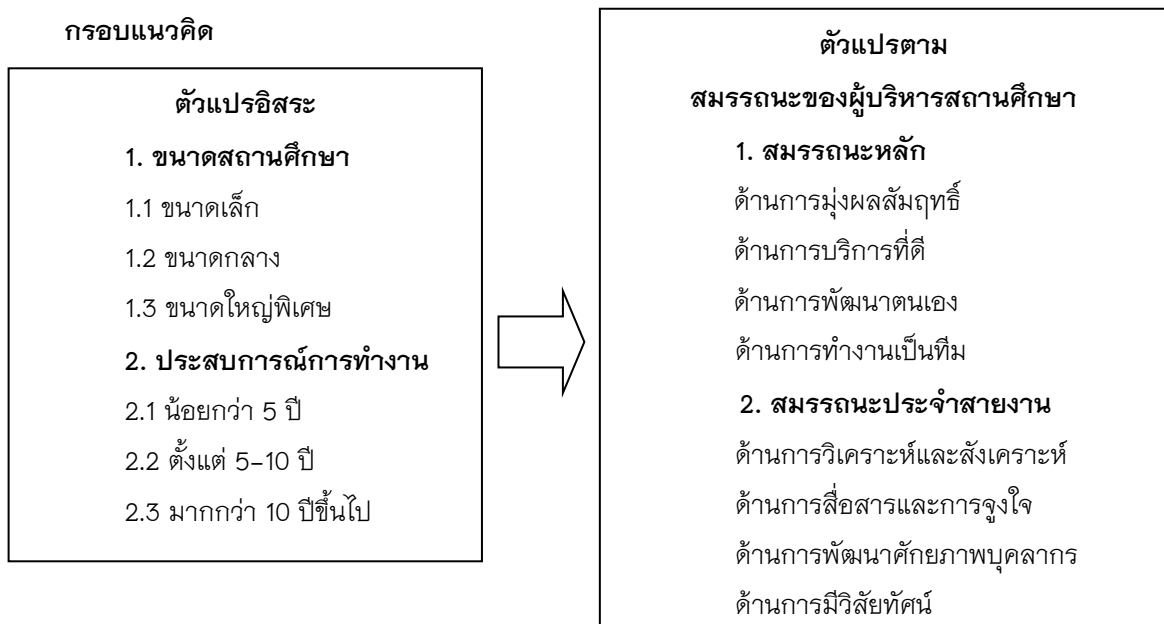 กรอบแนวคิด
ตัวแปรอิสระ
1. ขนาดสถานศึกษา
1.1 ขนาดเล็ก
1.2 ขนาดกลาง
1.3 ขนาดใหญ่พิเศษ
2. ประสบการณ์การทำงาน
2.1 น้อยกว่า 5 ปี
2.2 ตั้งแต่ 5–10 ปี
2.3 มากกว่า 10 ปีขึ้นไป
ตัวแปรตาม
สมรรถนะของผู้บริหารสถานศึกษา
1. สมรรถนะหลัก
ด้านการมุ่งผลสัมฤทธิ์
ด้านการบริการที่ดี
ด้านการพัฒนาตนเอง
ด้านการทำงานเป็นทีม
2. สมรรถนะประจำสายงาน
ด้านการวิเคราะห์และสังเคราะห์
ด้านการสื่อสารและการจูงใจ
ด้านการพัฒนาศักยภาพบุคลากร
ด้านการมีวิสัยทัศน์